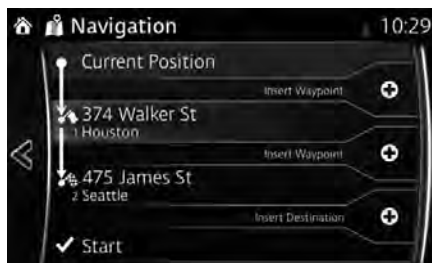 Navigation 10:29
Current Position
Insert Waypoint
374 Walker St
1 Houston
Insert Waypoint
475 James St
2 Seattle
Insert Destination
Start